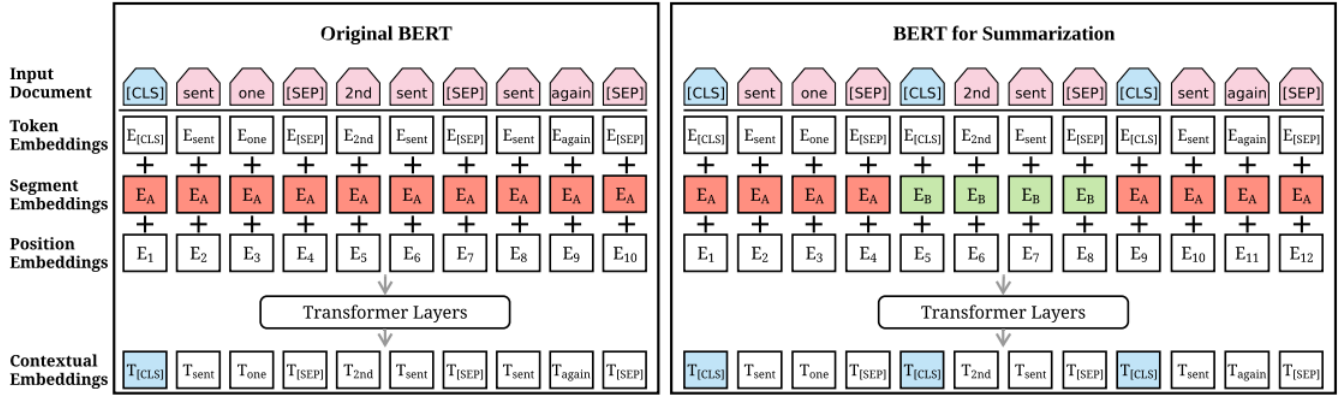 Original BERT BERT for Summarization
Input Document [CLS] sent one [SEP] 2nd sent [SEP] sent again [SEP] [CLS] sent one [SEP] [CLS] 2nd sent [SEP] [CLS] sent again [SEP]
Token Embeddings E[CLS] Esent Eone E[SEP] E2nd Esent E[SEP] Esent Eagain E[SEP] E[CLS] Esent Eone E[SEP] E[CLS] E2nd Esent E[SEP] E[CLS] Esent Eagain E[SEP]
+ + + + + + + + + + + + + + + + + + + + + +
Segment Embeddings EA EA EA EA EA EA EA EA EA EA EA EA EA EA EB EB EB EB EA EA EA EA
+ + + + + + + + + + + + + + + + + + + + + +
Position Embeddings E1 E2 E3 E4 E5 E6 E7 E8 E9 E10 E1 E2 E3 E4 E5 E6 E7 E8 E9 E10 E11 E12
Transformer Layers Transformer Layers
Contextual Embeddings T[CLS] Tsent Tone T[SEP] T2nd Tsent T[SEP] Tsent Tagain T[SEP] T[CLS] Tsent Tone T[SEP] T[CLS] T2nd Tsent T[SEP] T[CLS] Tsent Tagain T[SEP]